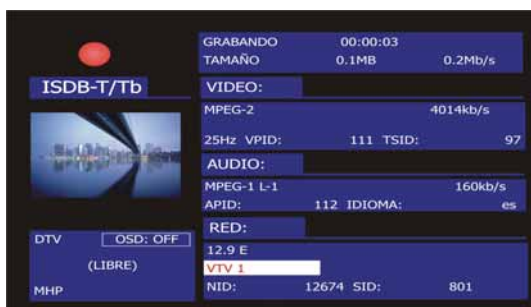 GRABANDO 00:00:03
TAMAÑO 0.1MB 0.2Mb/s
ISDB-T/Tb
VIDEO:
MPEG-2 4014kb/s
25Hz VPID: 111 TSID: 97
AUDIO:
MPEG-1 L-1 160kb/s
APID: 112 IDIOMA: es
RED:
12.9 E
VTV 1
NID: 12674 SID: 801
DTV OSD: OFF
(LIBRE)
MHP